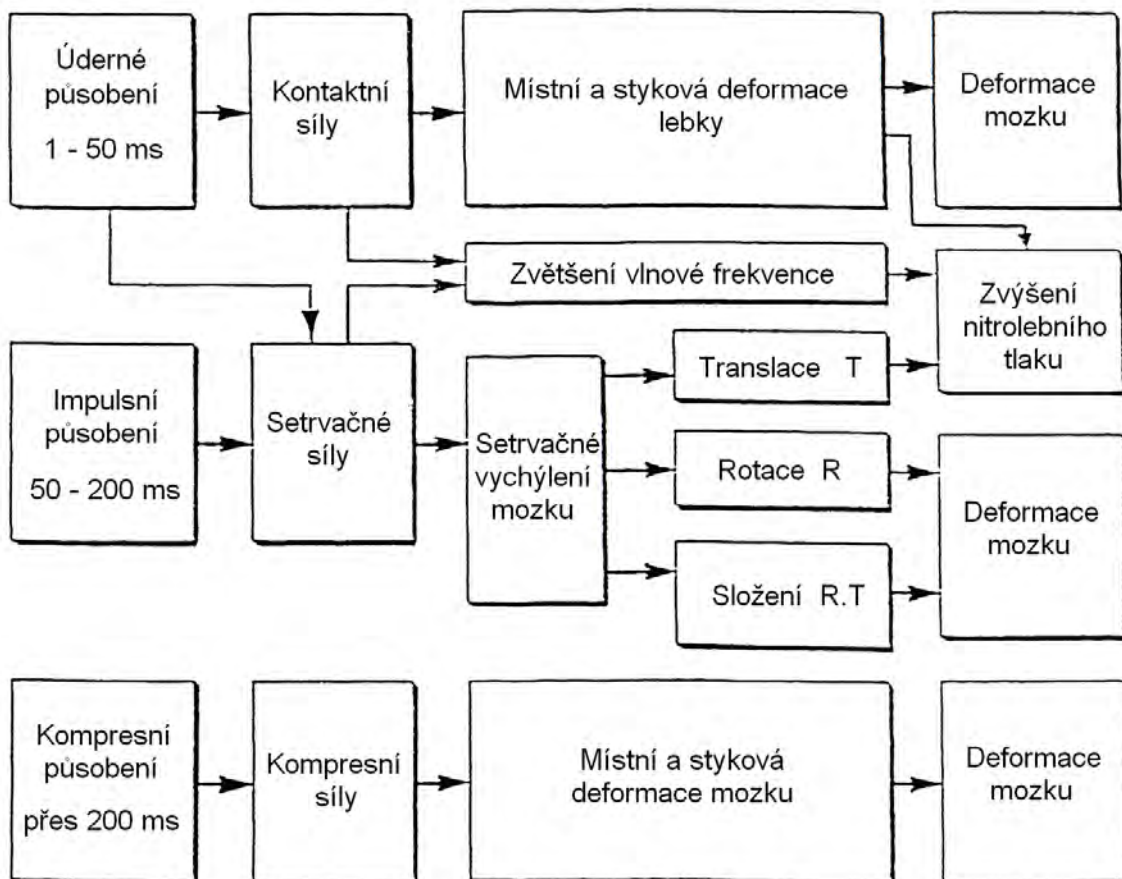 Úderné
působení
1 - 50 ms
Kontaktní
síly
Místní a styková deformace
lebky
Deformace
mozku
Zvětšení vlnové frekvence
Zvýšení
nitrolebního
tlaku
Impulsní
působení
50 - 200 ms
Setrvačné
síly
Setrvačné
vychýlení
mozku
Translace T
Rotace R
Složení R.T
Deformace
mozku
Kompresní
působení
přes 200 ms
Kompresní
síly
Místní a styková
deformace mozku
Deformace
mozku